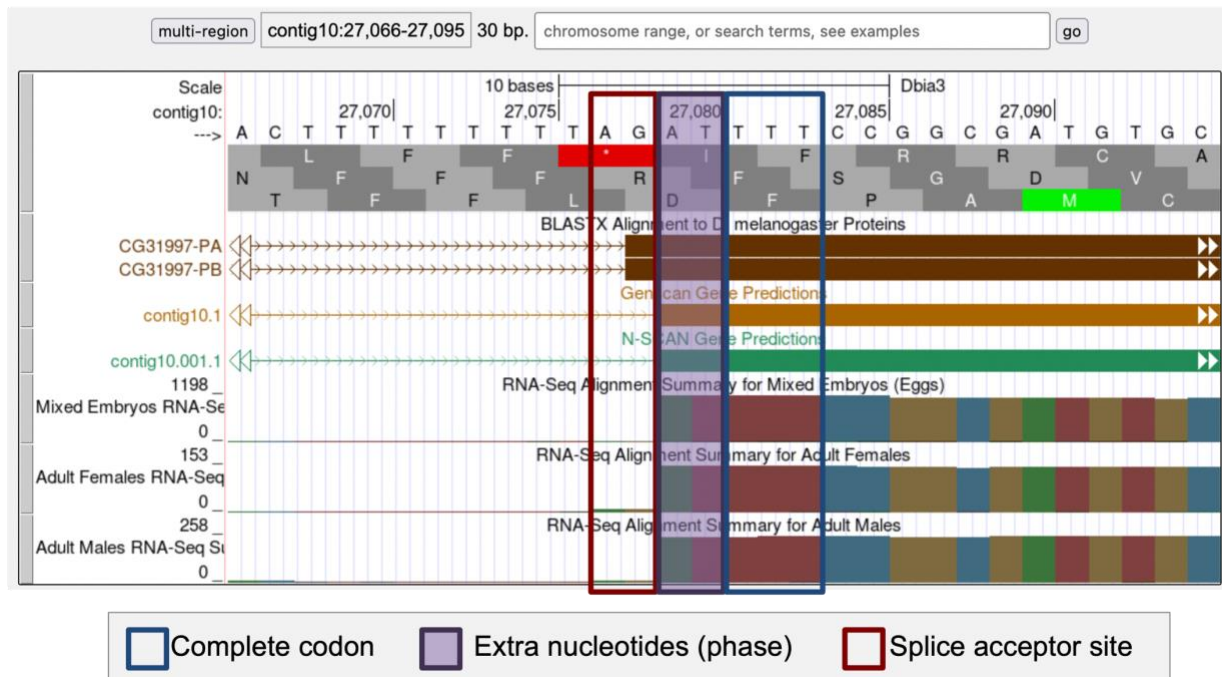 multi-region contig10:27,066-27,095 30 bp. chromosome range, or search terms, see examples go
Scale 10 bases Dbia3
contig10: 27,070 27,075 27,080 27,085 27,090
---> A C T T T T T T T T T A G A T T T T C C G G C G A T G T G C
L F F * I F R R C A
N F F F R F S G D V
T F F L D F P A M C
BLASTX Alignment to D. melanogaster Proteins
CG31997-PA
CG31997-PB
Genscan Gene Predictions
contig10.1
N-SCAN Gene Predictions
contig10.001.1
RNA-Seq Alignment Summary for Mixed Embryos (Eggs)
1198 _
Mixed Embryos RNA-Se
0 _
RNA-Seq Alignment Summary for Adult Females
153 _
Adult Females RNA-Seq
0 _
RNA-Seq Alignment Summary for Adult Males
258 _
Adult Males RNA-Seq Su
0 _
Complete codon Extra nucleotides (phase) Splice acceptor site